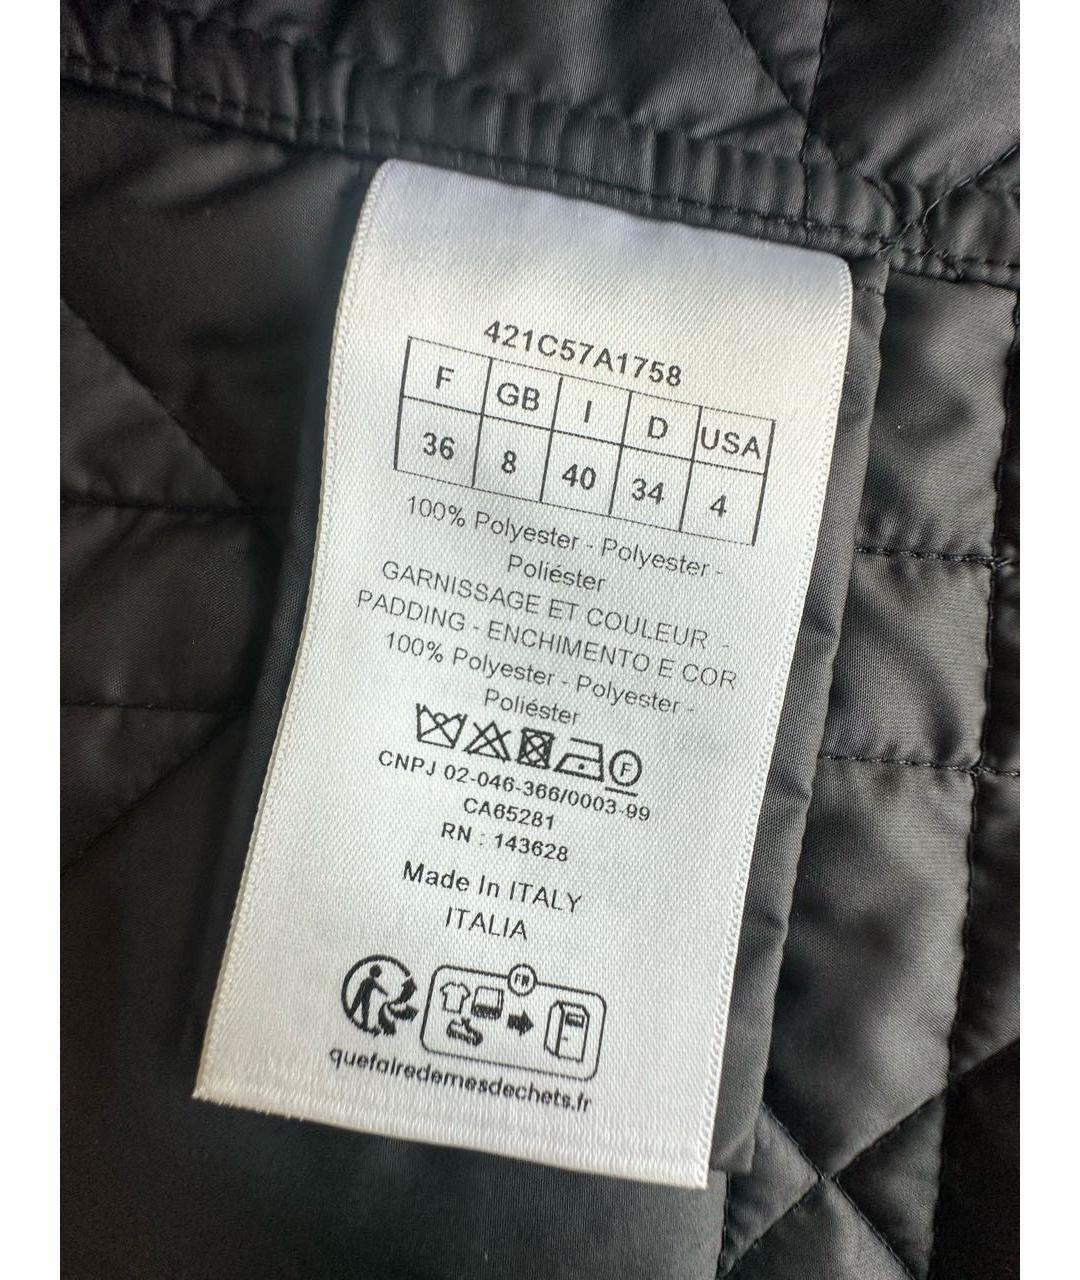 421C57A1758
F GB I D USA
36 8 40 34 4
100% Polyester - Polyester -
Poliéster
GARNISSAGE ET COULEUR -
PADDING - ENCHIMENTO E COR
100% Polyester - Polyester -
Poliéster
F
CNPJ 02-046-366/0003-99
CA65281
RN : 143628
Made In ITALY
ITALIA
FR
quefairedemesdechets.fr